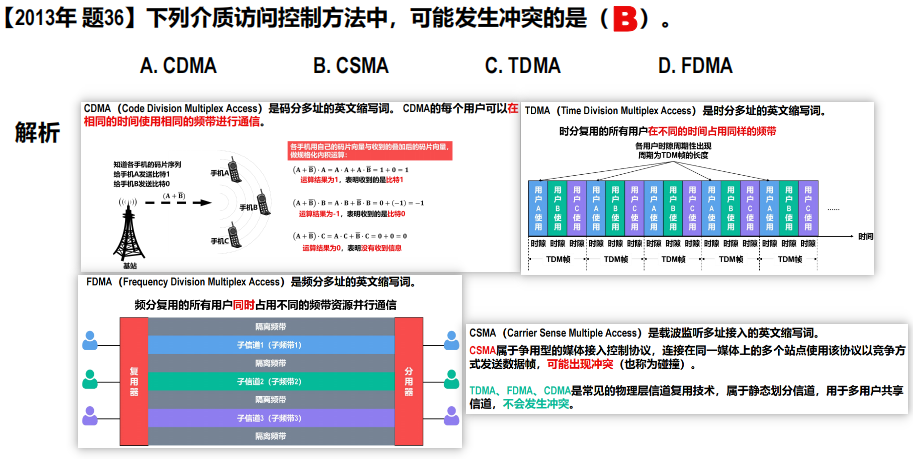 【2013年 题36】下列介质访问控制方法中，可能发生冲突的是（B）。
A. CDMA B. CSMA C. TDMA D. FDMA
解析
CDMA（Code Division Multiplex Access）是码分多址的英文缩写词。 CDMA的每个用户可以在
相同的时间使用相同的频带进行通信。
知道各手机的码片序列
给手机A发送比特1
给手机B发送比特0
(A + B̅)
基站
手机A
手机B
手机C
各手机用自己的码片向量与收到的叠加后的码片向量，
做规格化内积运算：
(A + B̅) · A = A · A + A · B̅ = 1 + 0 = 1
运算结果为1，表明收到的是比特1
(A + B̅) · B = A · B + B̅ · B = 0 + (−1) = −1
运算结果为-1，表明收到的是比特0
(A + B̅) · C = A · C + B̅ · C = 0 + 0 = 0
运算结果为0，表明没有收到信息
TDMA（Time Division Multiplex Access）是时分多址的英文缩写词。
时分复用的所有用户在不同的时间占用同样的频带
各用户时隙周期性出现
周期为TDM帧的长度
用户A使用 用户B使用 用户C使用 用户A使用 用户B使用 用户C使用 用户A使用 用户B使用 用户C使用 用户A使用 用户B使用 用户C使用 用户A使用 用户B使用 用户C使用 ……
时间
时隙 时隙 时隙 时隙 时隙 时隙 时隙 时隙 时隙 时隙 时隙 时隙 时隙 时隙 时隙
TDM帧 TDM帧 TDM帧 TDM帧 TDM帧
FDMA（Frequency Division Multiplex Access）是频分多址的英文缩写词。
频分复用的所有用户同时占用不同的频带资源并行通信
复用器
隔离频带
子信道1（子频带1）
隔离频带
子信道2（子频带2）
隔离频带
子信道3（子频带3）
隔离频带
分用器
CSMA（Carrier Sense Multiple Access）是载波监听多址接入的英文缩写词。
CSMA属于争用型的媒体接入控制协议，连接在同一媒体上的多个站点使用该协议以竞争方
式发送数据帧，可能出现冲突（也称为碰撞）。
TDMA、FDMA、CDMA是常见的物理层信道复用技术，属于静态划分信道，用于多用户共享
信道，不会发生冲突。